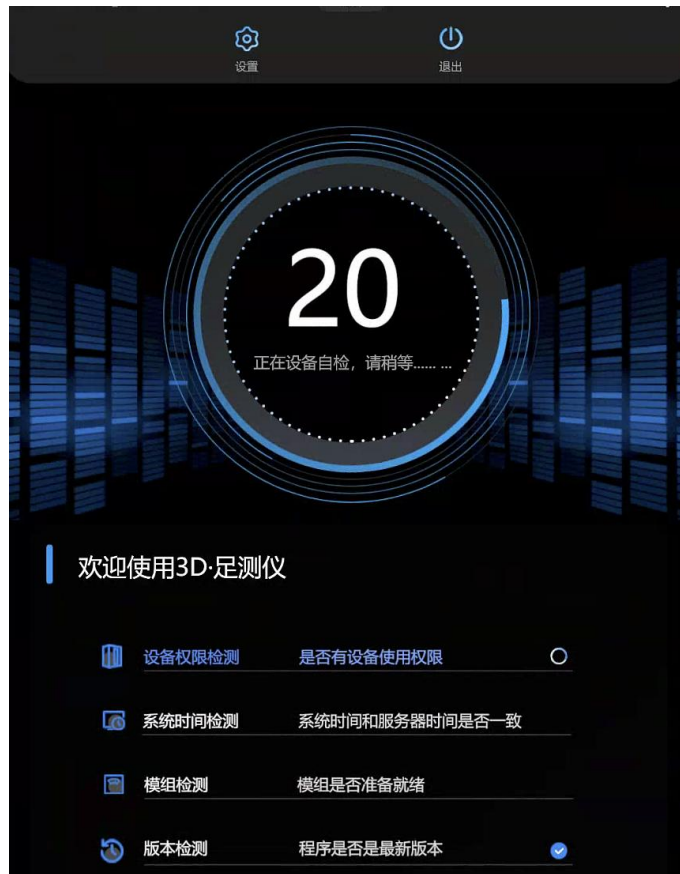 设置 退出
20
正在设备自检，请稍等...... ...
欢迎使用3D·足测仪
设备权限检测 是否有设备使用权限
系统时间检测 系统时间和服务器时间是否一致
模组检测 模组是否准备就绪
版本检测 程序是否是最新版本